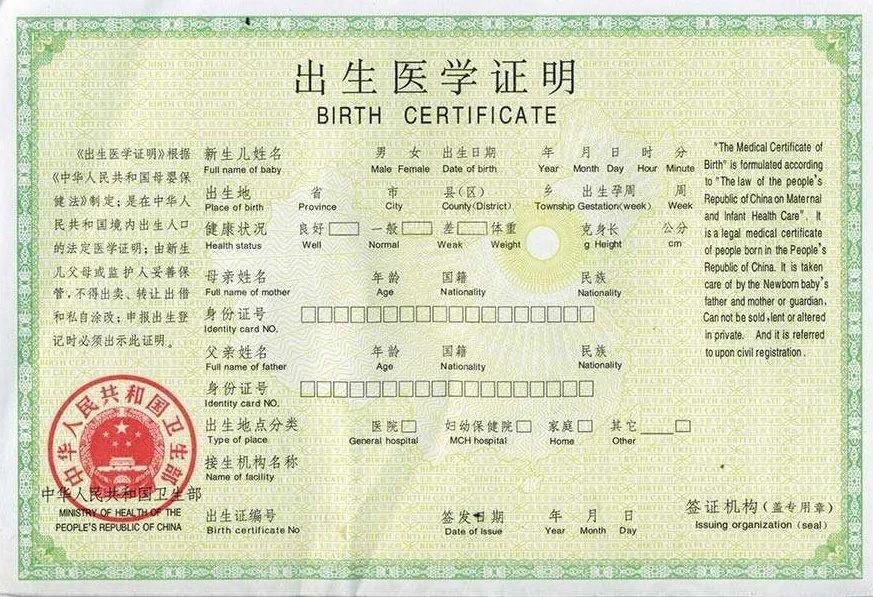 出生医学证明
BIRTH CERTIFICATE
《出生医学证明》根据
《中华人民共和国母婴保
健法》制定；是在中华人
民共和国境内出生人口
的法定医学证明；由新生
儿父母或监护人妥善保
管，不得出卖、转让出借
和私自涂改；申报出生登
记时必须出示此证明。
新生儿姓名 男 女 出生日期 年 月 日 时 分
Full name of baby Male Female Date of birth Year Month Day Hour Minute
出生地 省 市 县(区) 乡 出生孕周 周
Place of birth Province City County(District) Township Gestation(week) Week
健康状况 良好 一般 差 体重 克 身长 公分
Health status Well Normal Weak Weight g Height cm
母亲姓名 年龄 国籍 民族
Full name of mother Age Nationality Nationality
身份证号
Identity card NO.
父亲姓名 年龄 国籍 民族
Full name of father Age Nationality Nationality
身份证号
Identity card NO.
出生地点分类 医院 妇幼保健院 家庭 其它
Type of place General hospital MCH hospital Home Other
接生机构名称
Name of facility
出生证编号 签发日期 年 月 日
Birth certificate No Date of Issue Year Month Day
"The Medical Certificate of
Birth" is formulated according
to "The law of the people's
Republic of China on Maternal
and Infant Health Care". It
is a legal medical certificate
of people born in the People's
Republic of China. It is taken
care of by the Newborn baby's
father and mother or guardian,
Can not be sold, lent or altered
in private. And it is referred
to upon civil registration.
中华人民共和国卫生部
中华人民共和国卫生部
MINISTRY OF HEALTH OF THE
PEOPLE'S REPUBLIC OF CHINA
签证机构(盖专用章)
Issuing organization (seal)